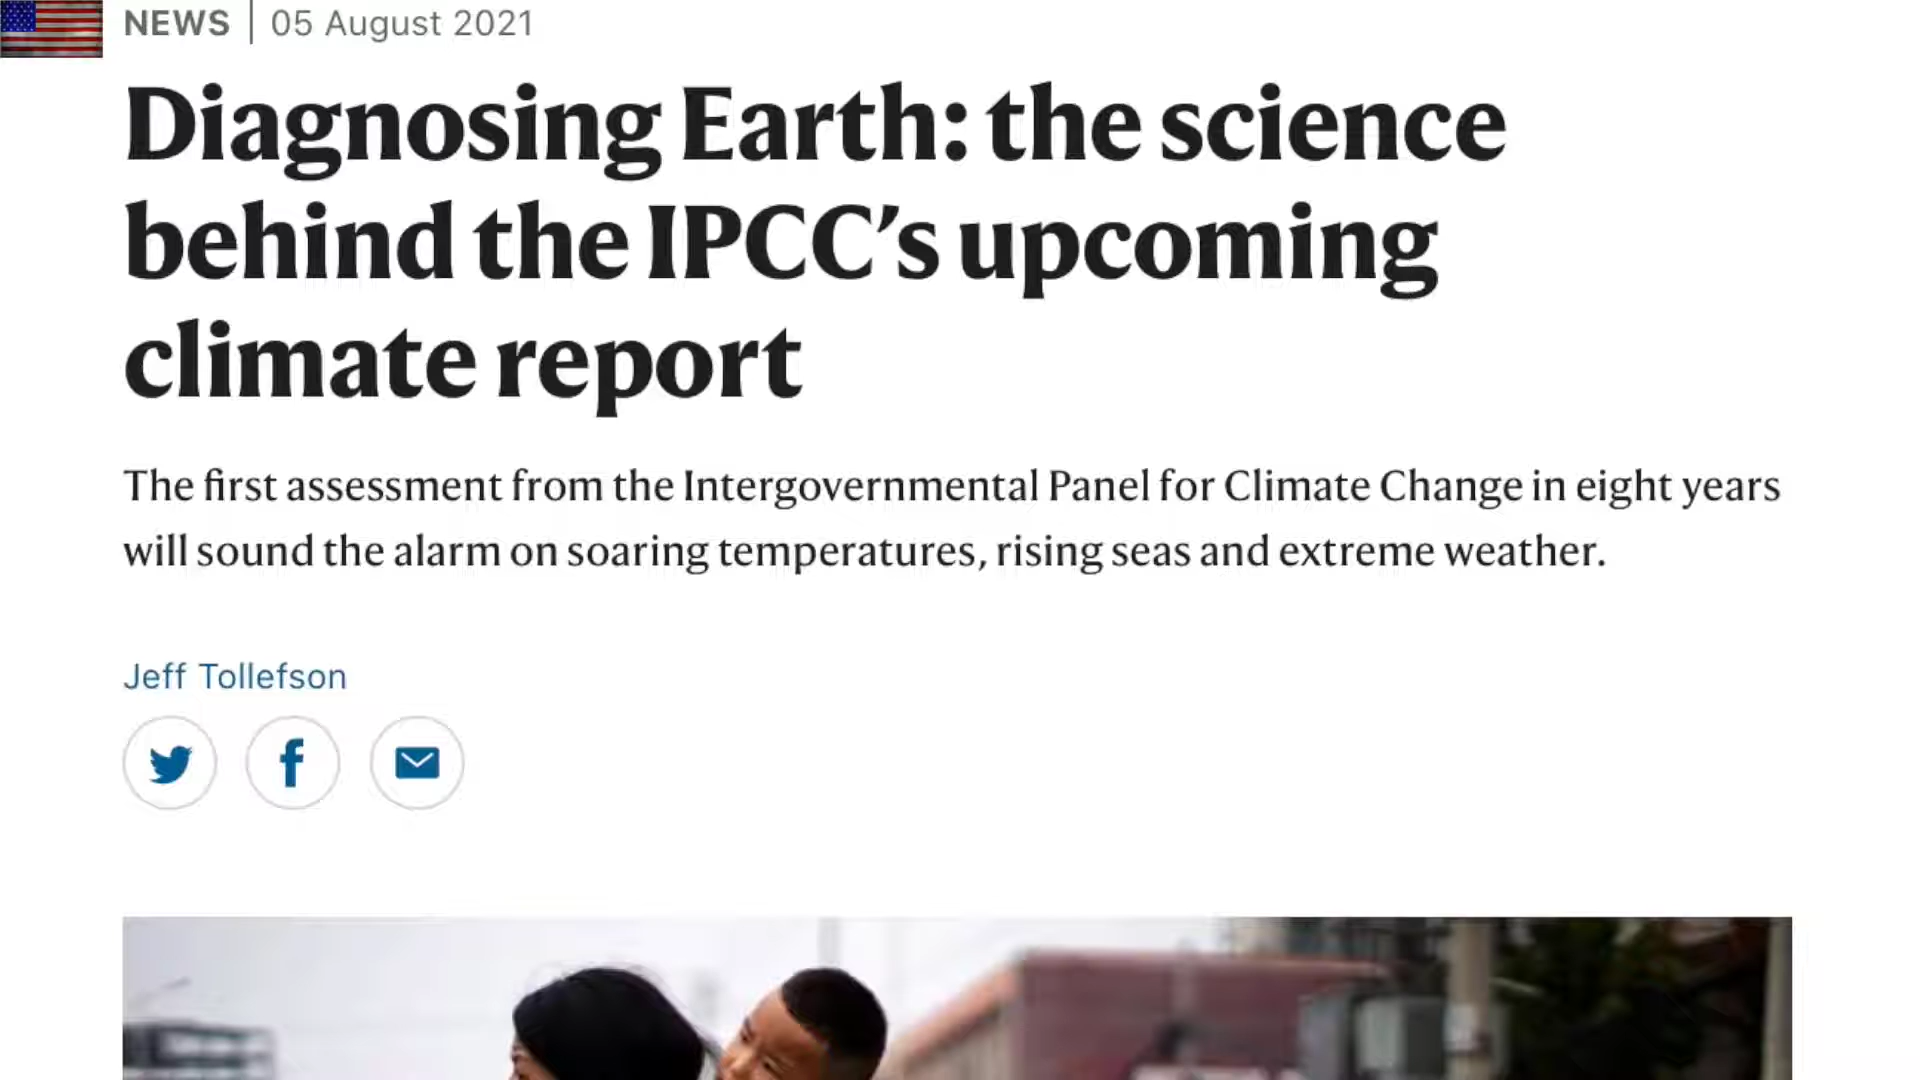 NEWS | 05 August 2021
Diagnosing Earth: the science
behind the IPCC’s upcoming
climate report
The first assessment from the Intergovernmental Panel for Climate Change in eight years
will sound the alarm on soaring temperatures, rising seas and extreme weather.
Jeff Tollefson